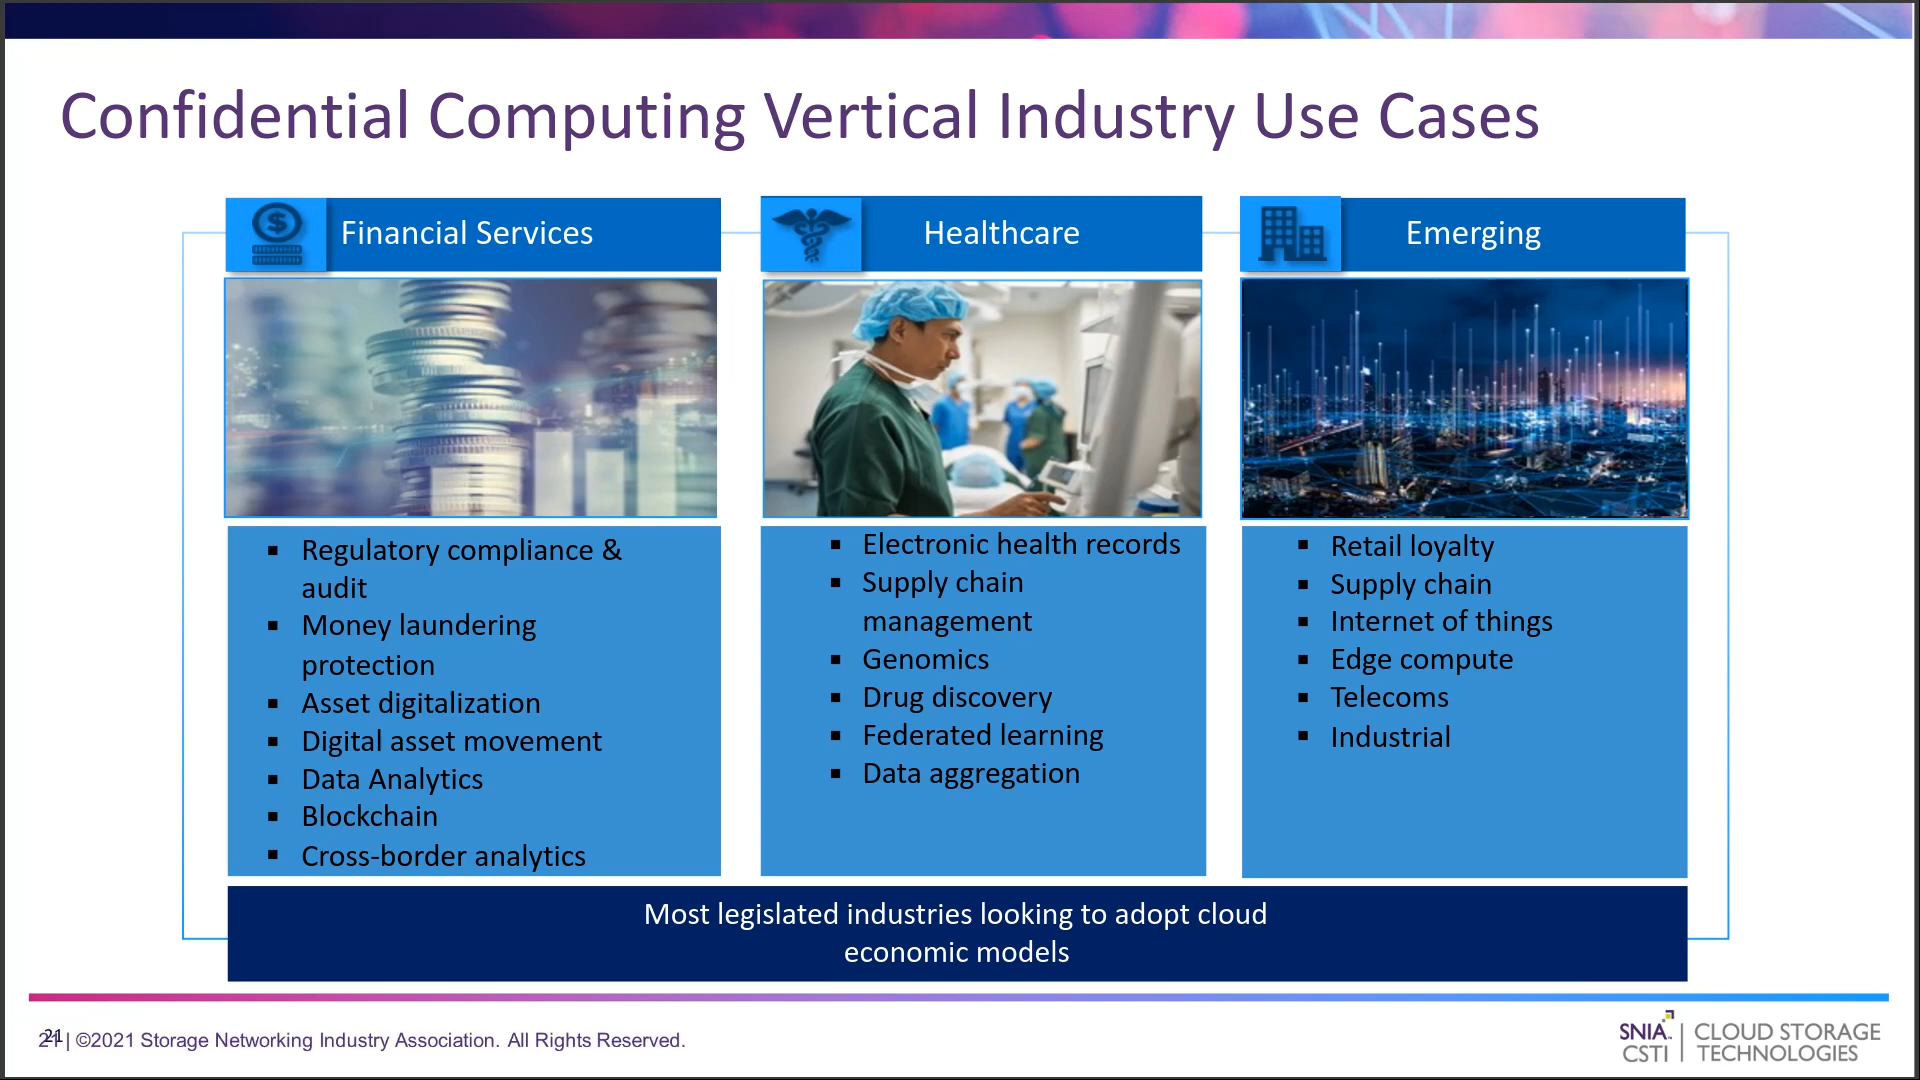 Confidential Computing Vertical Industry Use Cases
Financial Services
Regulatory compliance &
audit
Money laundering
protection
Asset digitalization
Digital asset movement
Data Analytics
Blockchain
Cross-border analytics
Healthcare
Electronic health records
Supply chain
management
Genomics
Drug discovery
Federated learning
Data aggregation
Emerging
Retail loyalty
Supply chain
Internet of things
Edge compute
Telecoms
Industrial
Most legislated industries looking to adopt cloud
economic models
21 | ©2021 Storage Networking Industry Association. All Rights Reserved.
21
SNIA. | CLOUD STORAGE
CSTI | TECHNOLOGIES